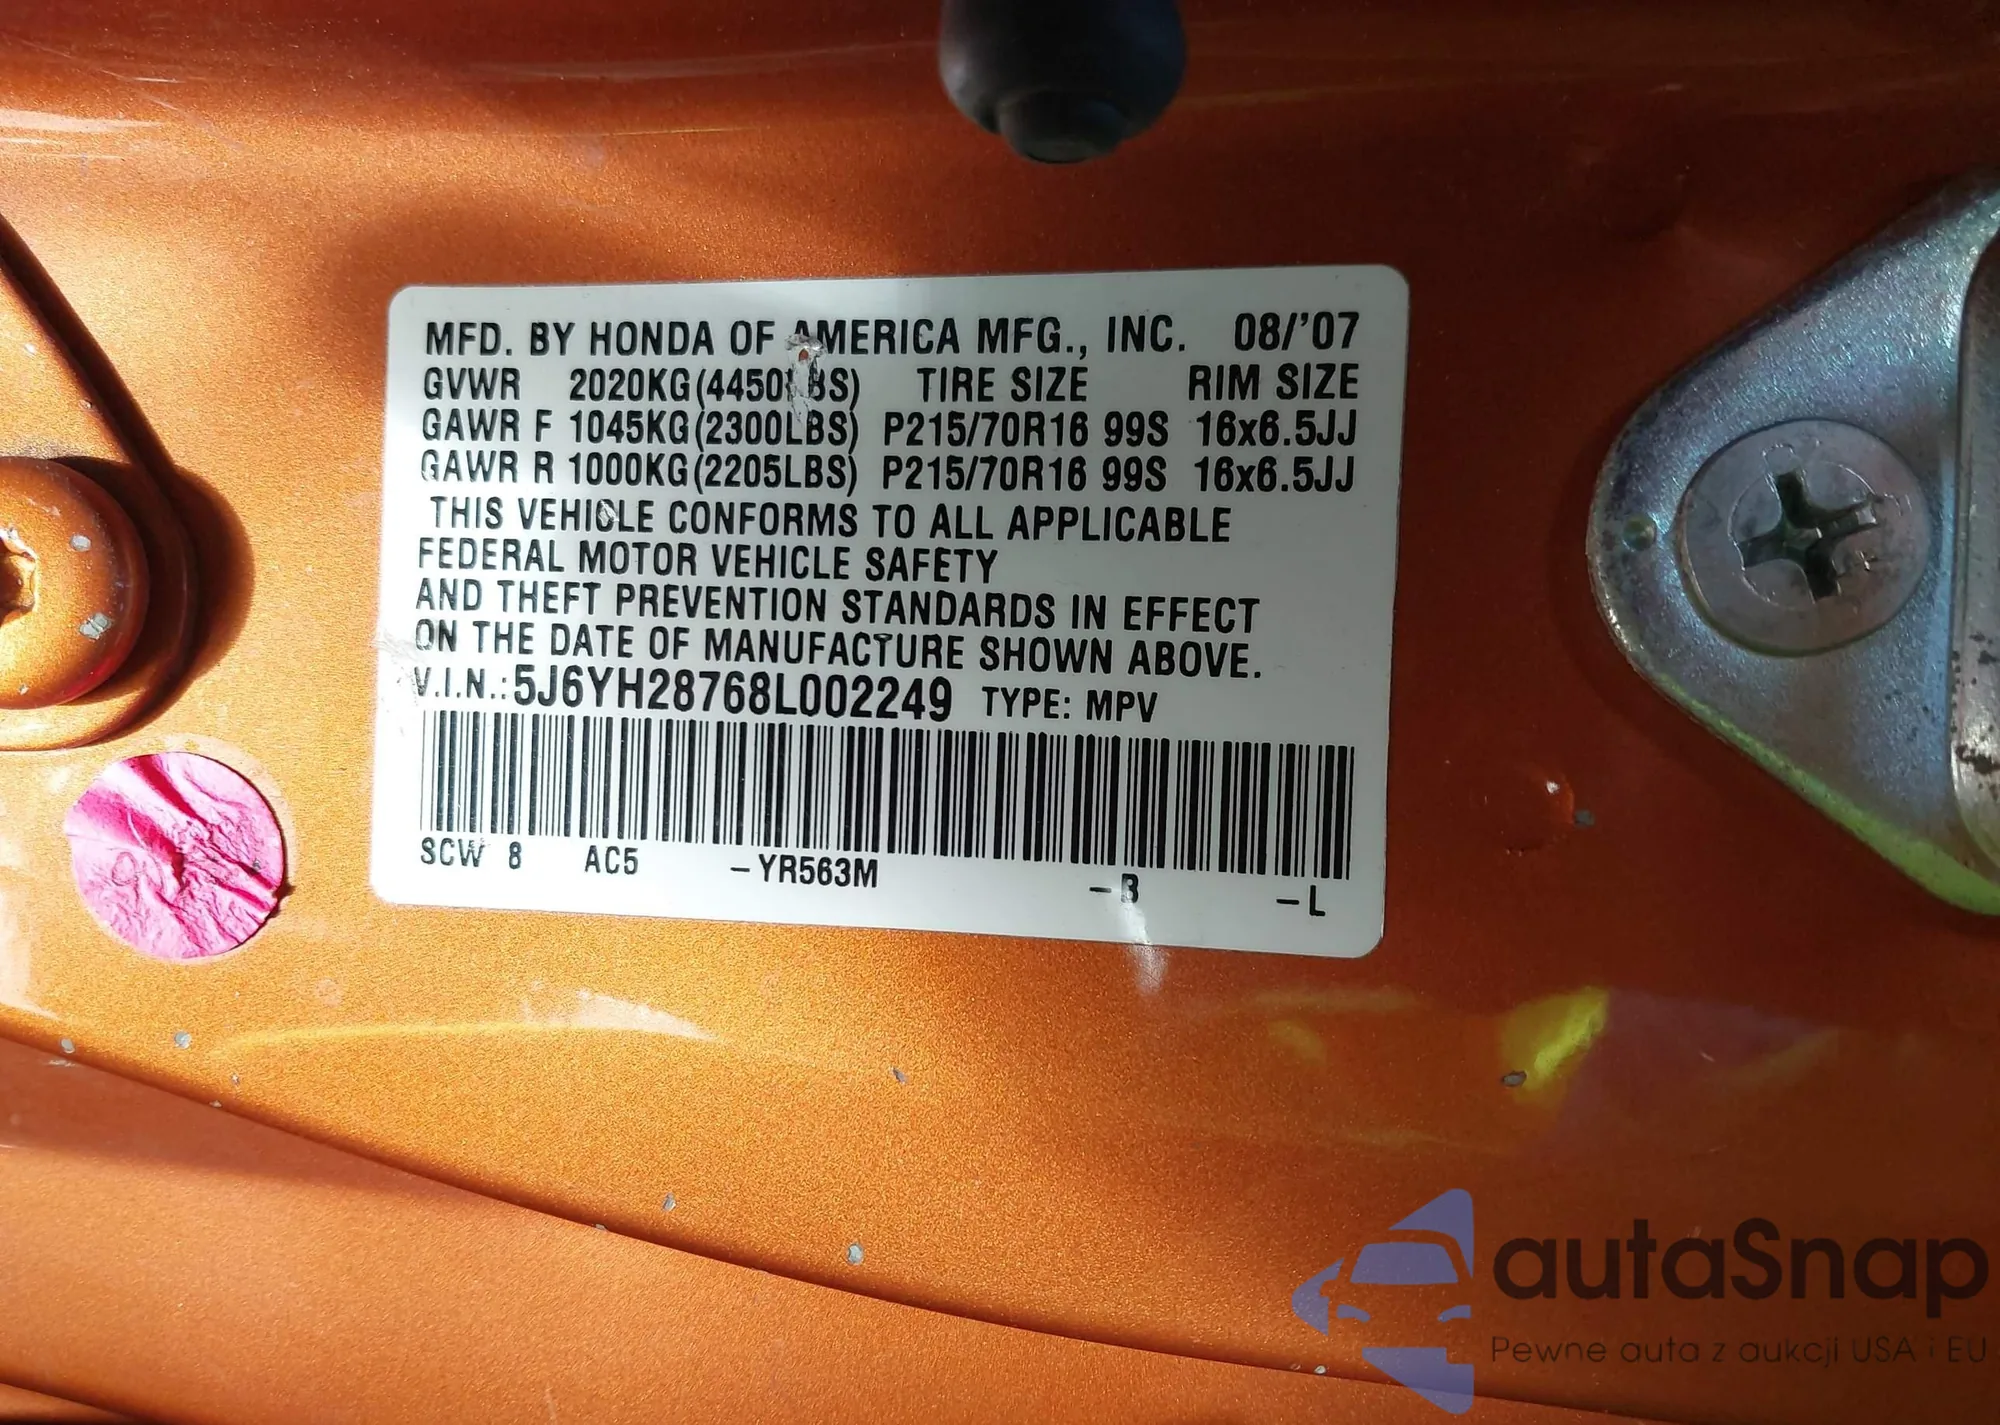 MFD. BY HONDA OF AMERICA MFG., INC. 08/'07
GVWR 2020KG(4450LBS) TIRE SIZE RIM SIZE
GAWR F 1045KG(2300LBS) P215/70R16 99S 16x6.5JJ
GAWR R 1000KG(2205LBS) P215/70R16 99S 16x6.5JJ
THIS VEHICLE CONFORMS TO ALL APPLICABLE
FEDERAL MOTOR VEHICLE SAFETY
AND THEFT PREVENTION STANDARDS IN EFFECT
ON THE DATE OF MANUFACTURE SHOWN ABOVE.
V.I.N.:5J6YH28768L002249 TYPE: MPV
SCW 8 AC5 -YR563M -B -L
autaSnap
Pewne auta z aukcji USA i EU